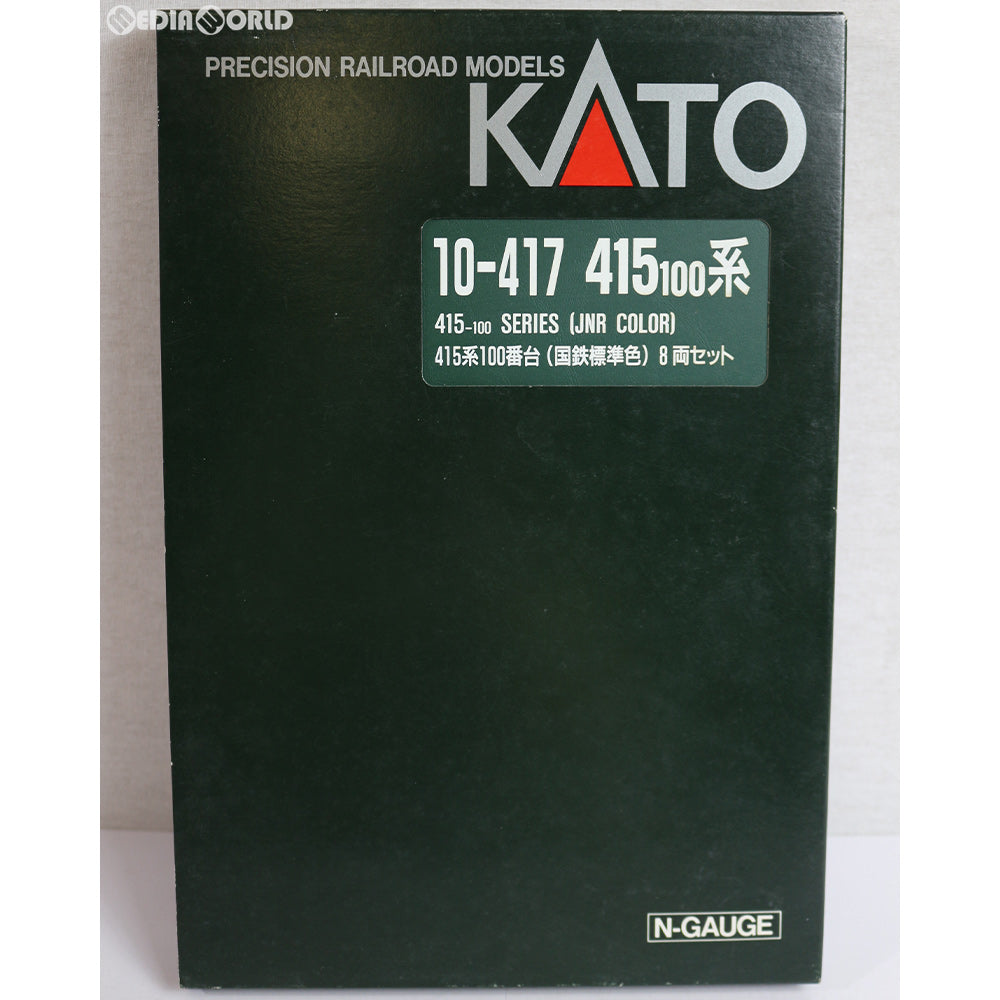 MEDIAWORLD
PRECISION RAILROAD MODELS
KATO
10-417 415100系
415-100 SERIES (JNR COLOR)
415系100番台(国鉄標準色) 8両セット
N-GAUGE